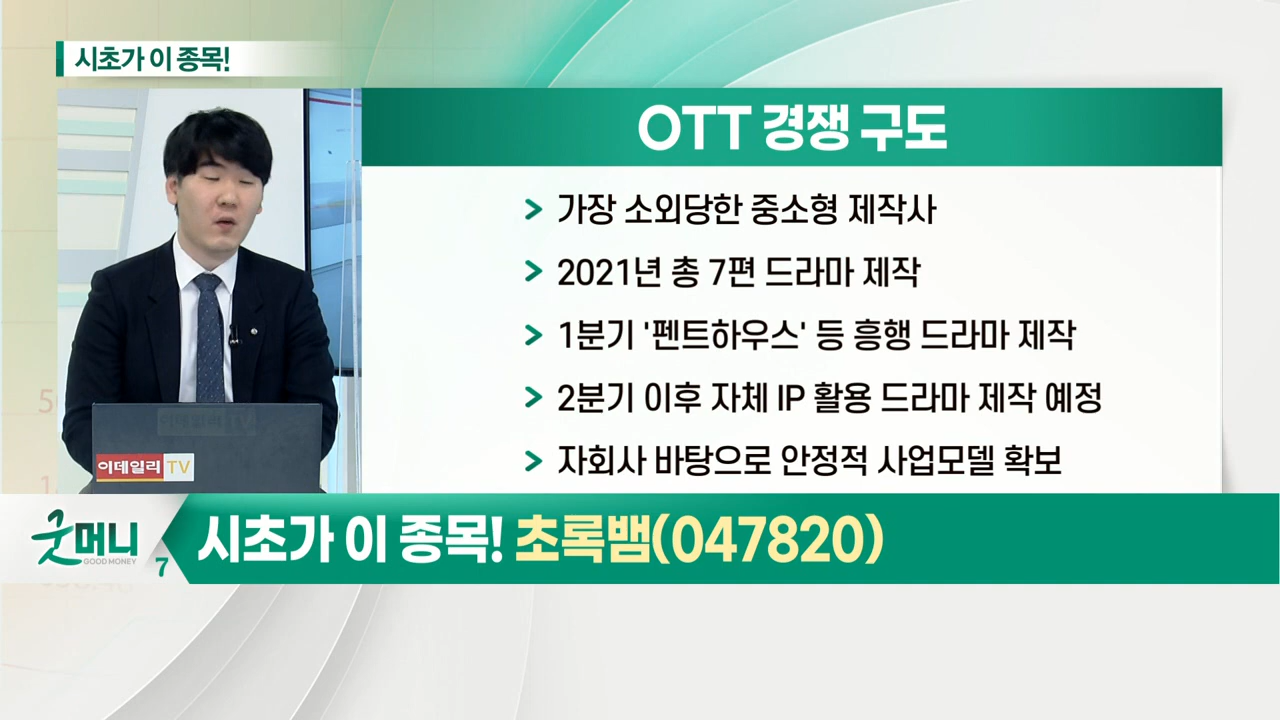 시초가 이 종목!
OTT 경쟁 구도
> 가장 소외당한 중소형 제작사
> 2021년 총 7편 드라마 제작
> 1분기 '펜트하우스' 등 흥행 드라마 제작
> 2분기 이후 자체 IP 활용 드라마 제작 예정
> 자회사 바탕으로 안정적 사업모델 확보
이데일리 TV
굿머니
GOOD MONEY
7
시초가 이 종목! 초록뱀(047820)